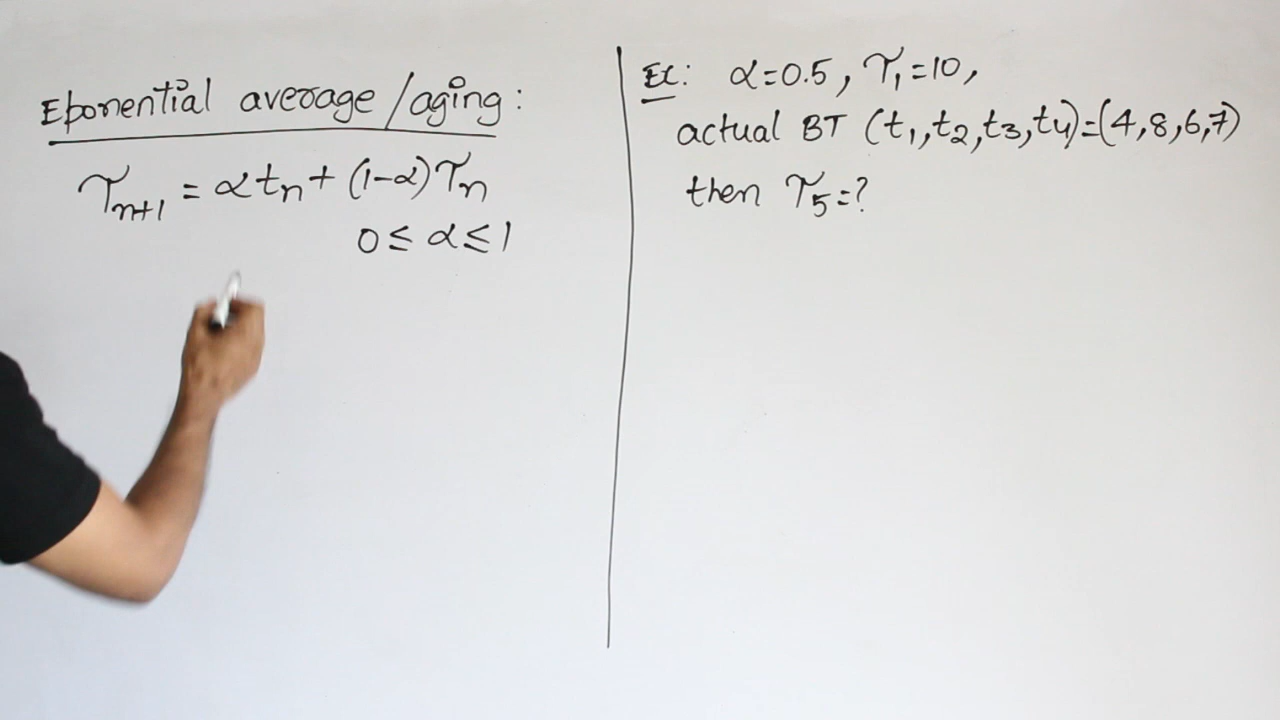 Exponential average/aging:
τn+1 = αtn + (1-α)τn
0 ≤ α ≤ 1
Ex: α=0.5, τ1=10,
actual BT (t1,t2,t3,t4)=(4,8,6,7)
then τ5=?